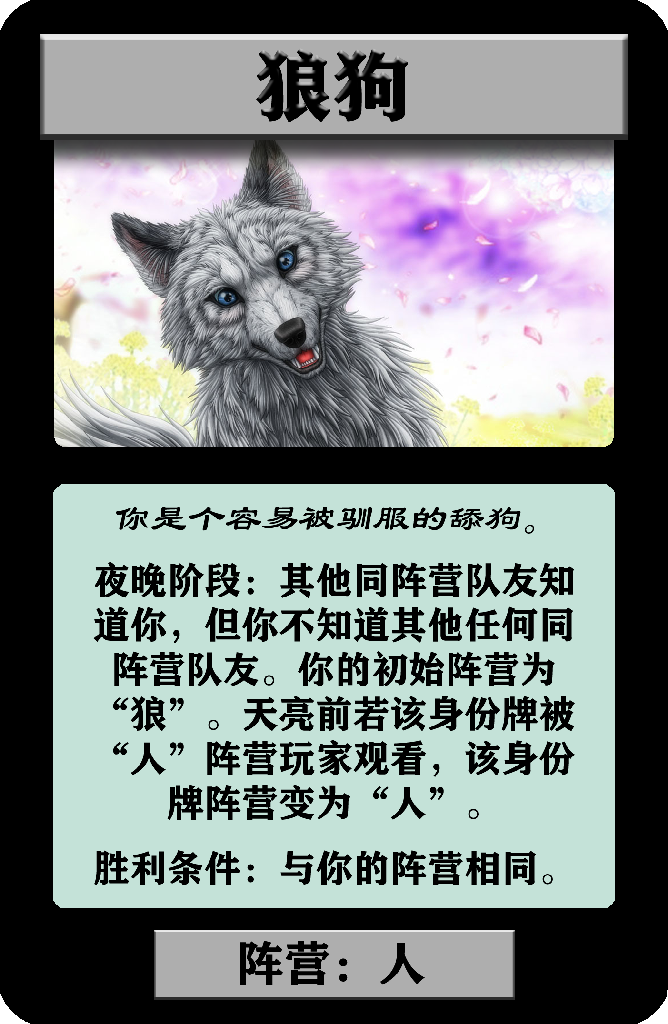 狼狗
你是个容易被驯服的舔狗。
夜晚阶段：其他同阵营队友知
道你，但你不知道其他任何同
阵营队友。你的初始阵营为
“狼”。天亮前若该身份牌被
“人”阵营玩家观看，该身份
牌阵营变为“人”。
胜利条件：与你的阵营相同。
阵营：人